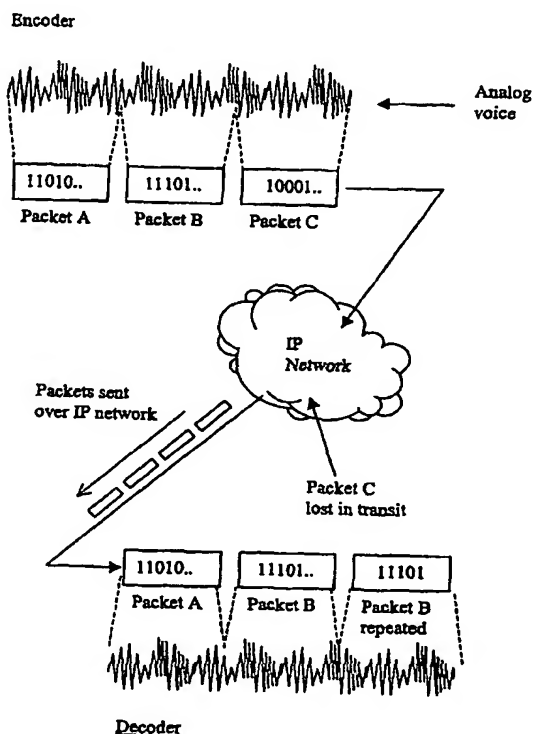 Encoder
Analog
voice
11010..
11101..
10001..
Packet A
Packet B
Packet C
IP
Network
Packets sent
over IP network
Packet C
lost in transit
11010..
11101..
11101
Packet A
Packet B
Packet B
repeated
Decoder